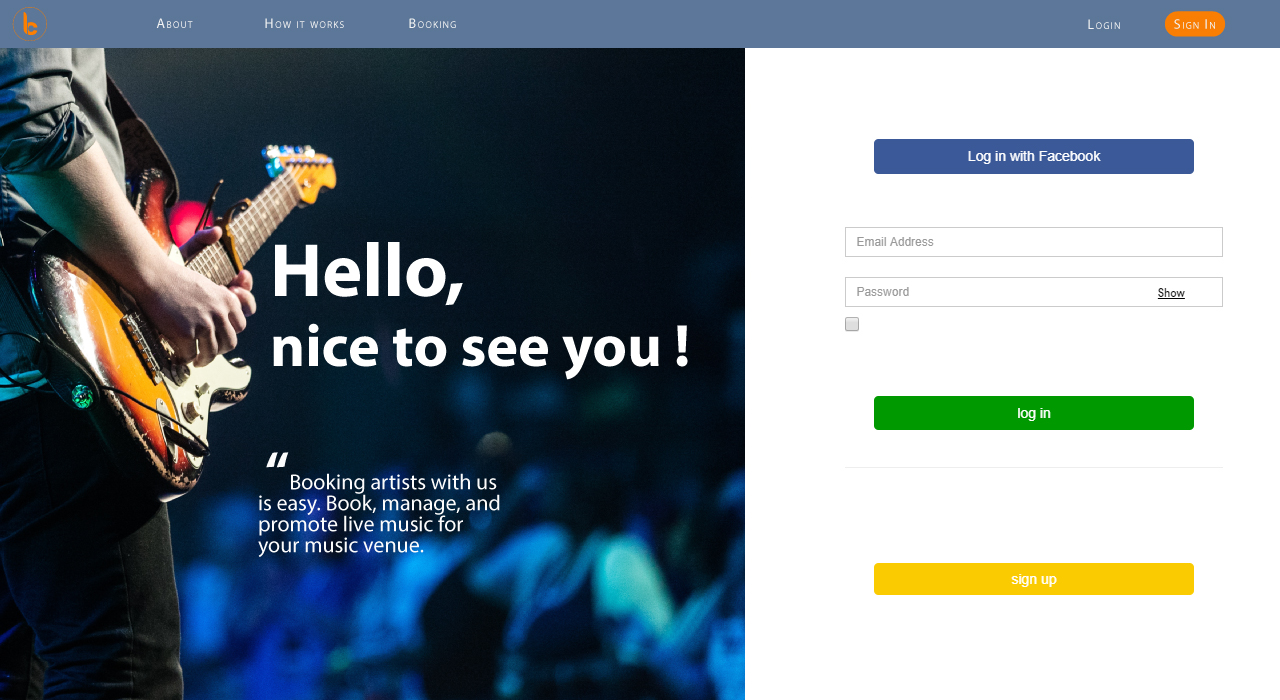 About How it works Booking Login Sign In
Log in with Facebook
Email Address
Password Show
Hello,
nice to see you !
log in
“
Booking artists with us
is easy. Book, manage, and
promote live music for
your music venue.
sign up